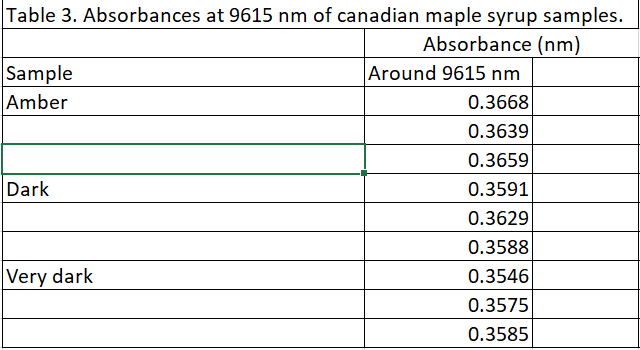 Table 3. Absorbances at 9615 nm of canadian maple syrup samples.
Absorbance (nm)
Sample Around 9615 nm
Amber 0.3668
0.3639
0.3659
Dark 0.3591
0.3629
0.3588
Very dark 0.3546
0.3575
0.3585